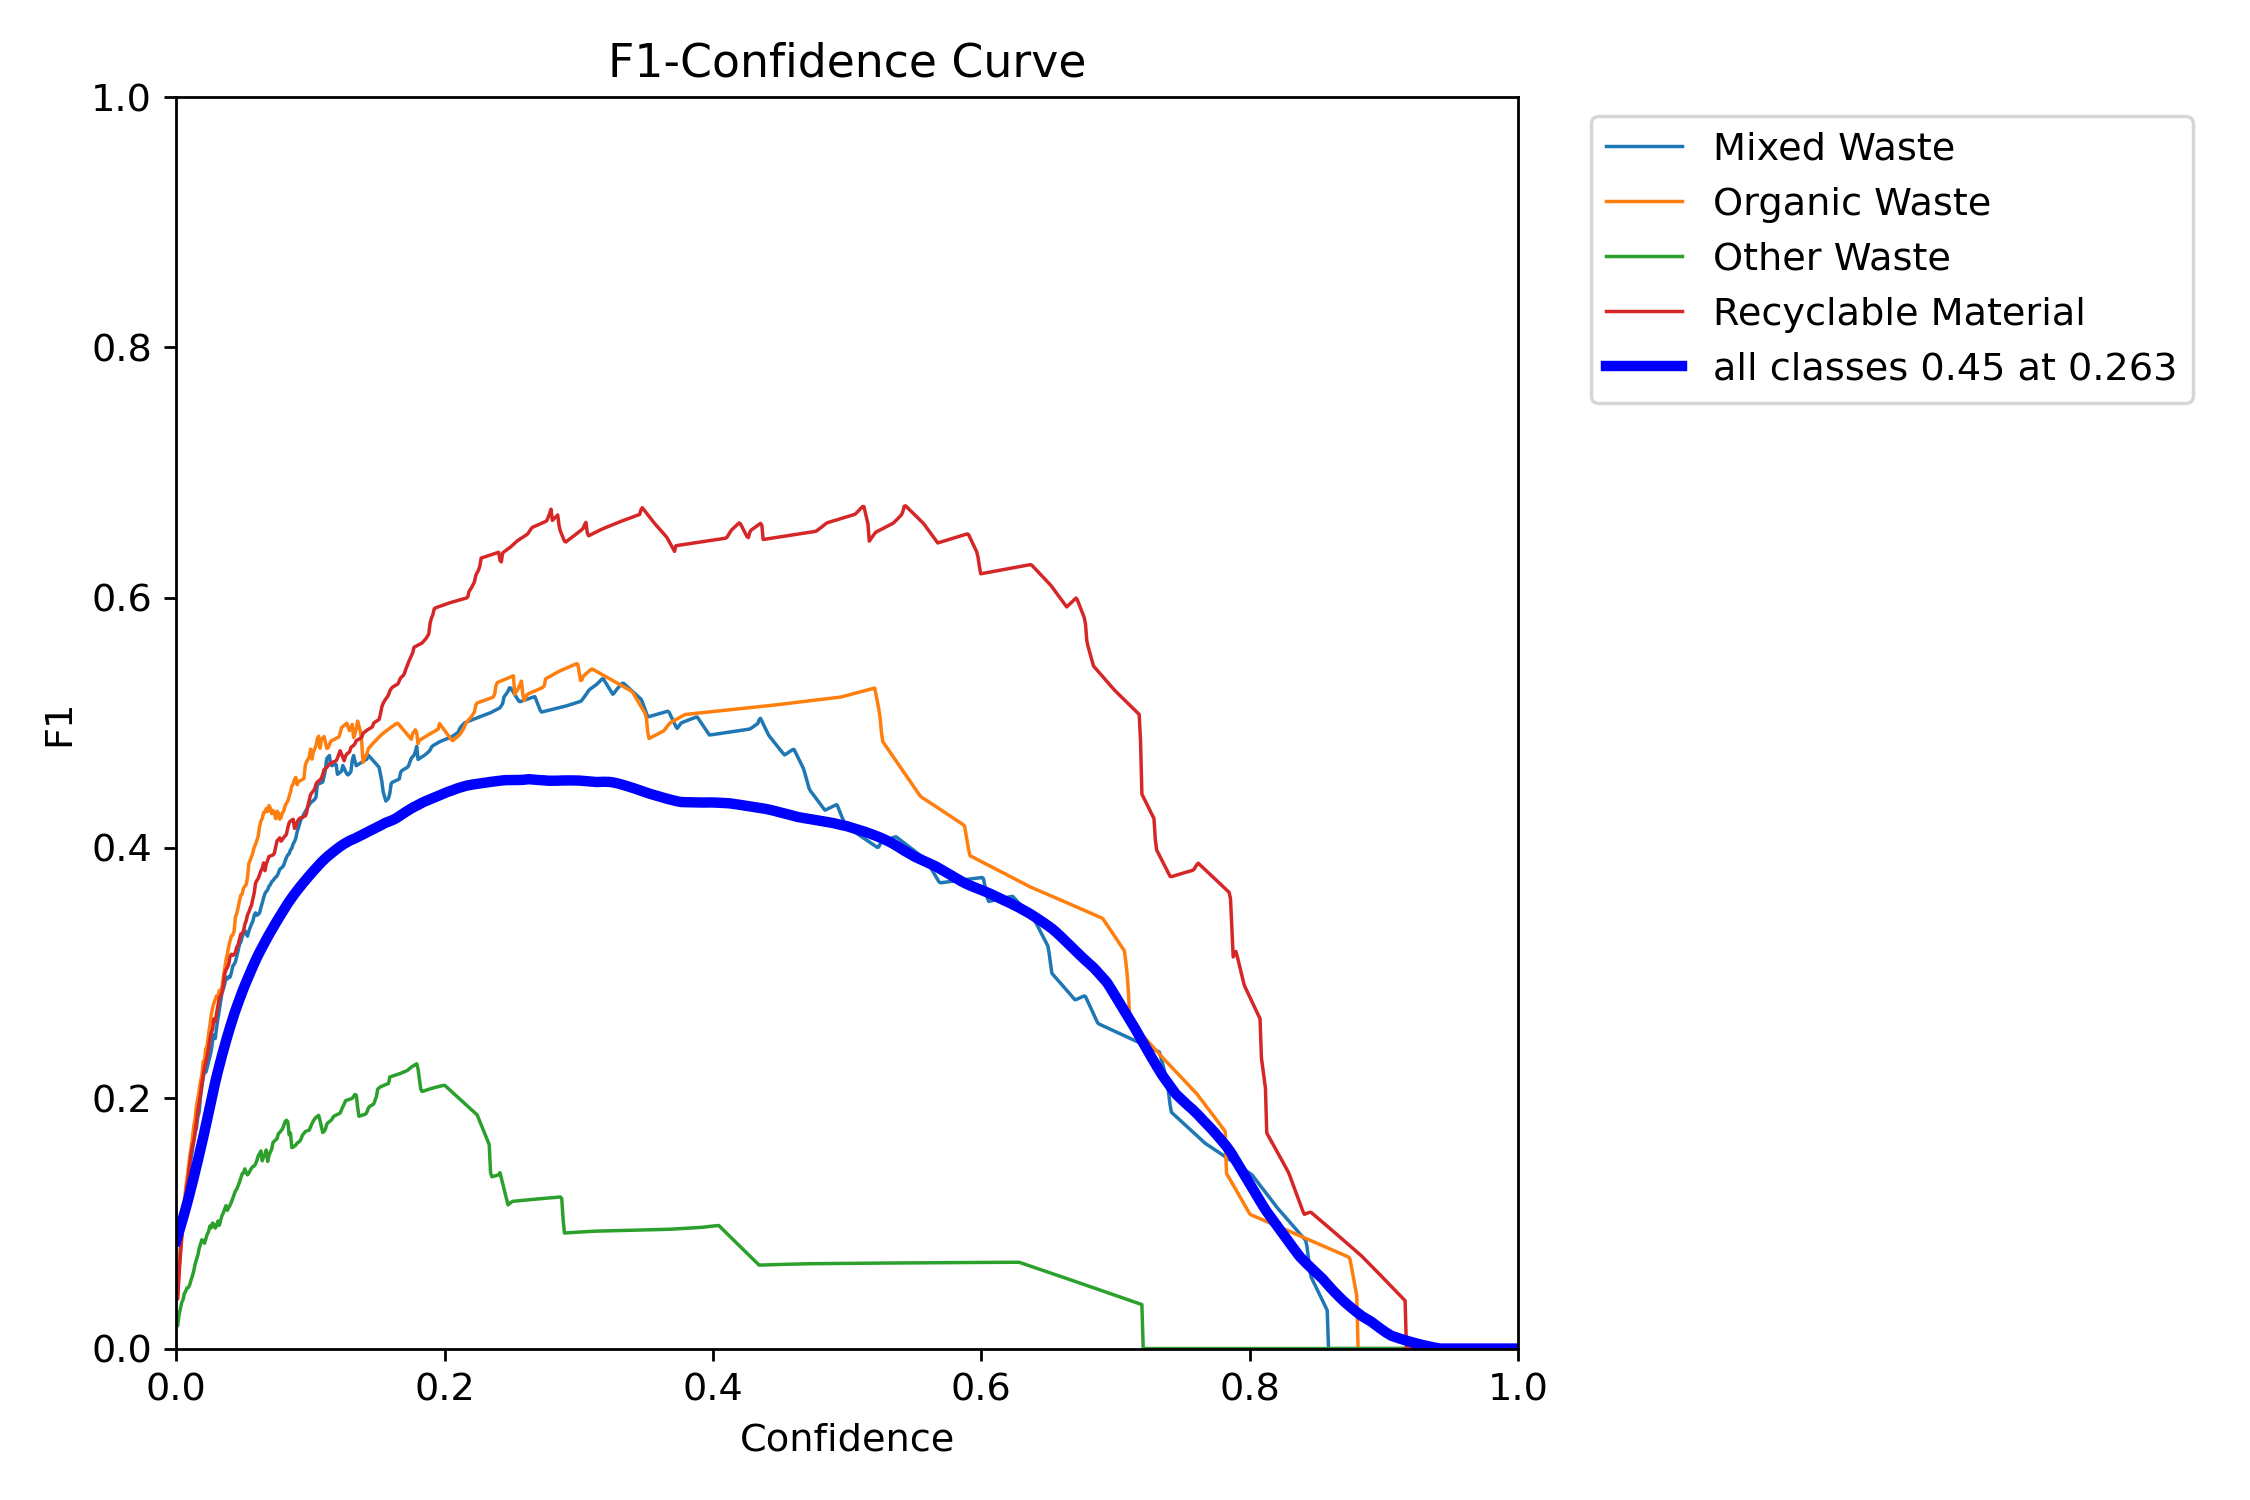 F1-Confidence Curve
1.0
0.8
0.6
0.4
0.2
0.0
F1
0.0 0.2 0.4 0.6 0.8 1.0
Confidence
Mixed Waste
Organic Waste
Other Waste
Recyclable Material
all classes 0.45 at 0.263